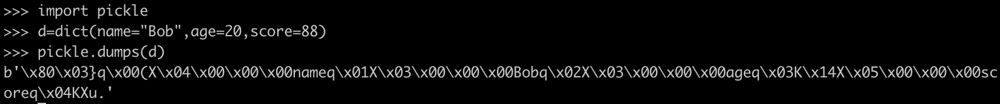 >>> import pickle
>>> d=dict(name="Bob",age=20,score=88)
>>> pickle.dumps(d)
b'\x80\x03}q\x00(X\x04\x00\x00\x00nameq\x01X\x03\x00\x00\x00Bobq\x02X\x03\x00\x00\x00ageq\x03K\x14X\x05\x00\x00\x00sc
oreq\x04KXu.'